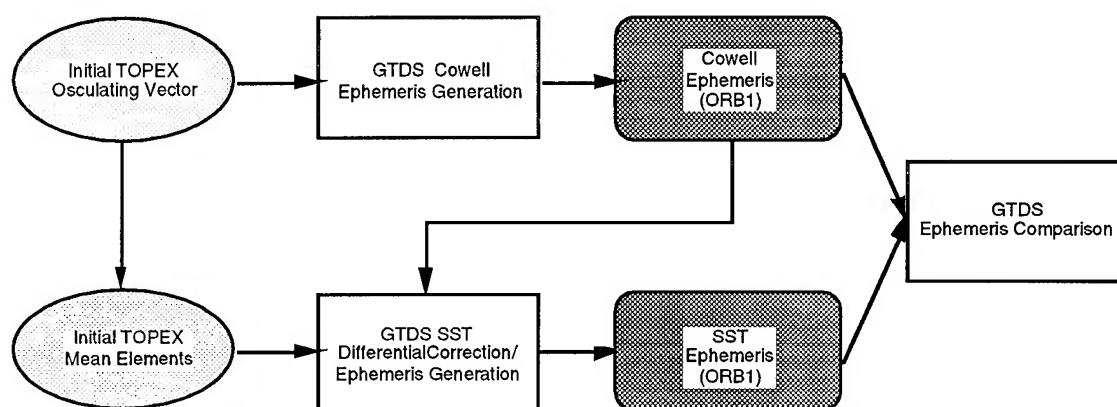 Initial TOPEX
Osculating Vector
GTDS Cowell
Ephemeris Generation
Cowell
Ephemeris
(ORB1)
GTDS
Ephemeris Comparison
Initial TOPEX
Mean Elements
GTDS SST
DifferentialCorrection/
Ephemeris Generation
SST
Ephemeris
(ORB1)